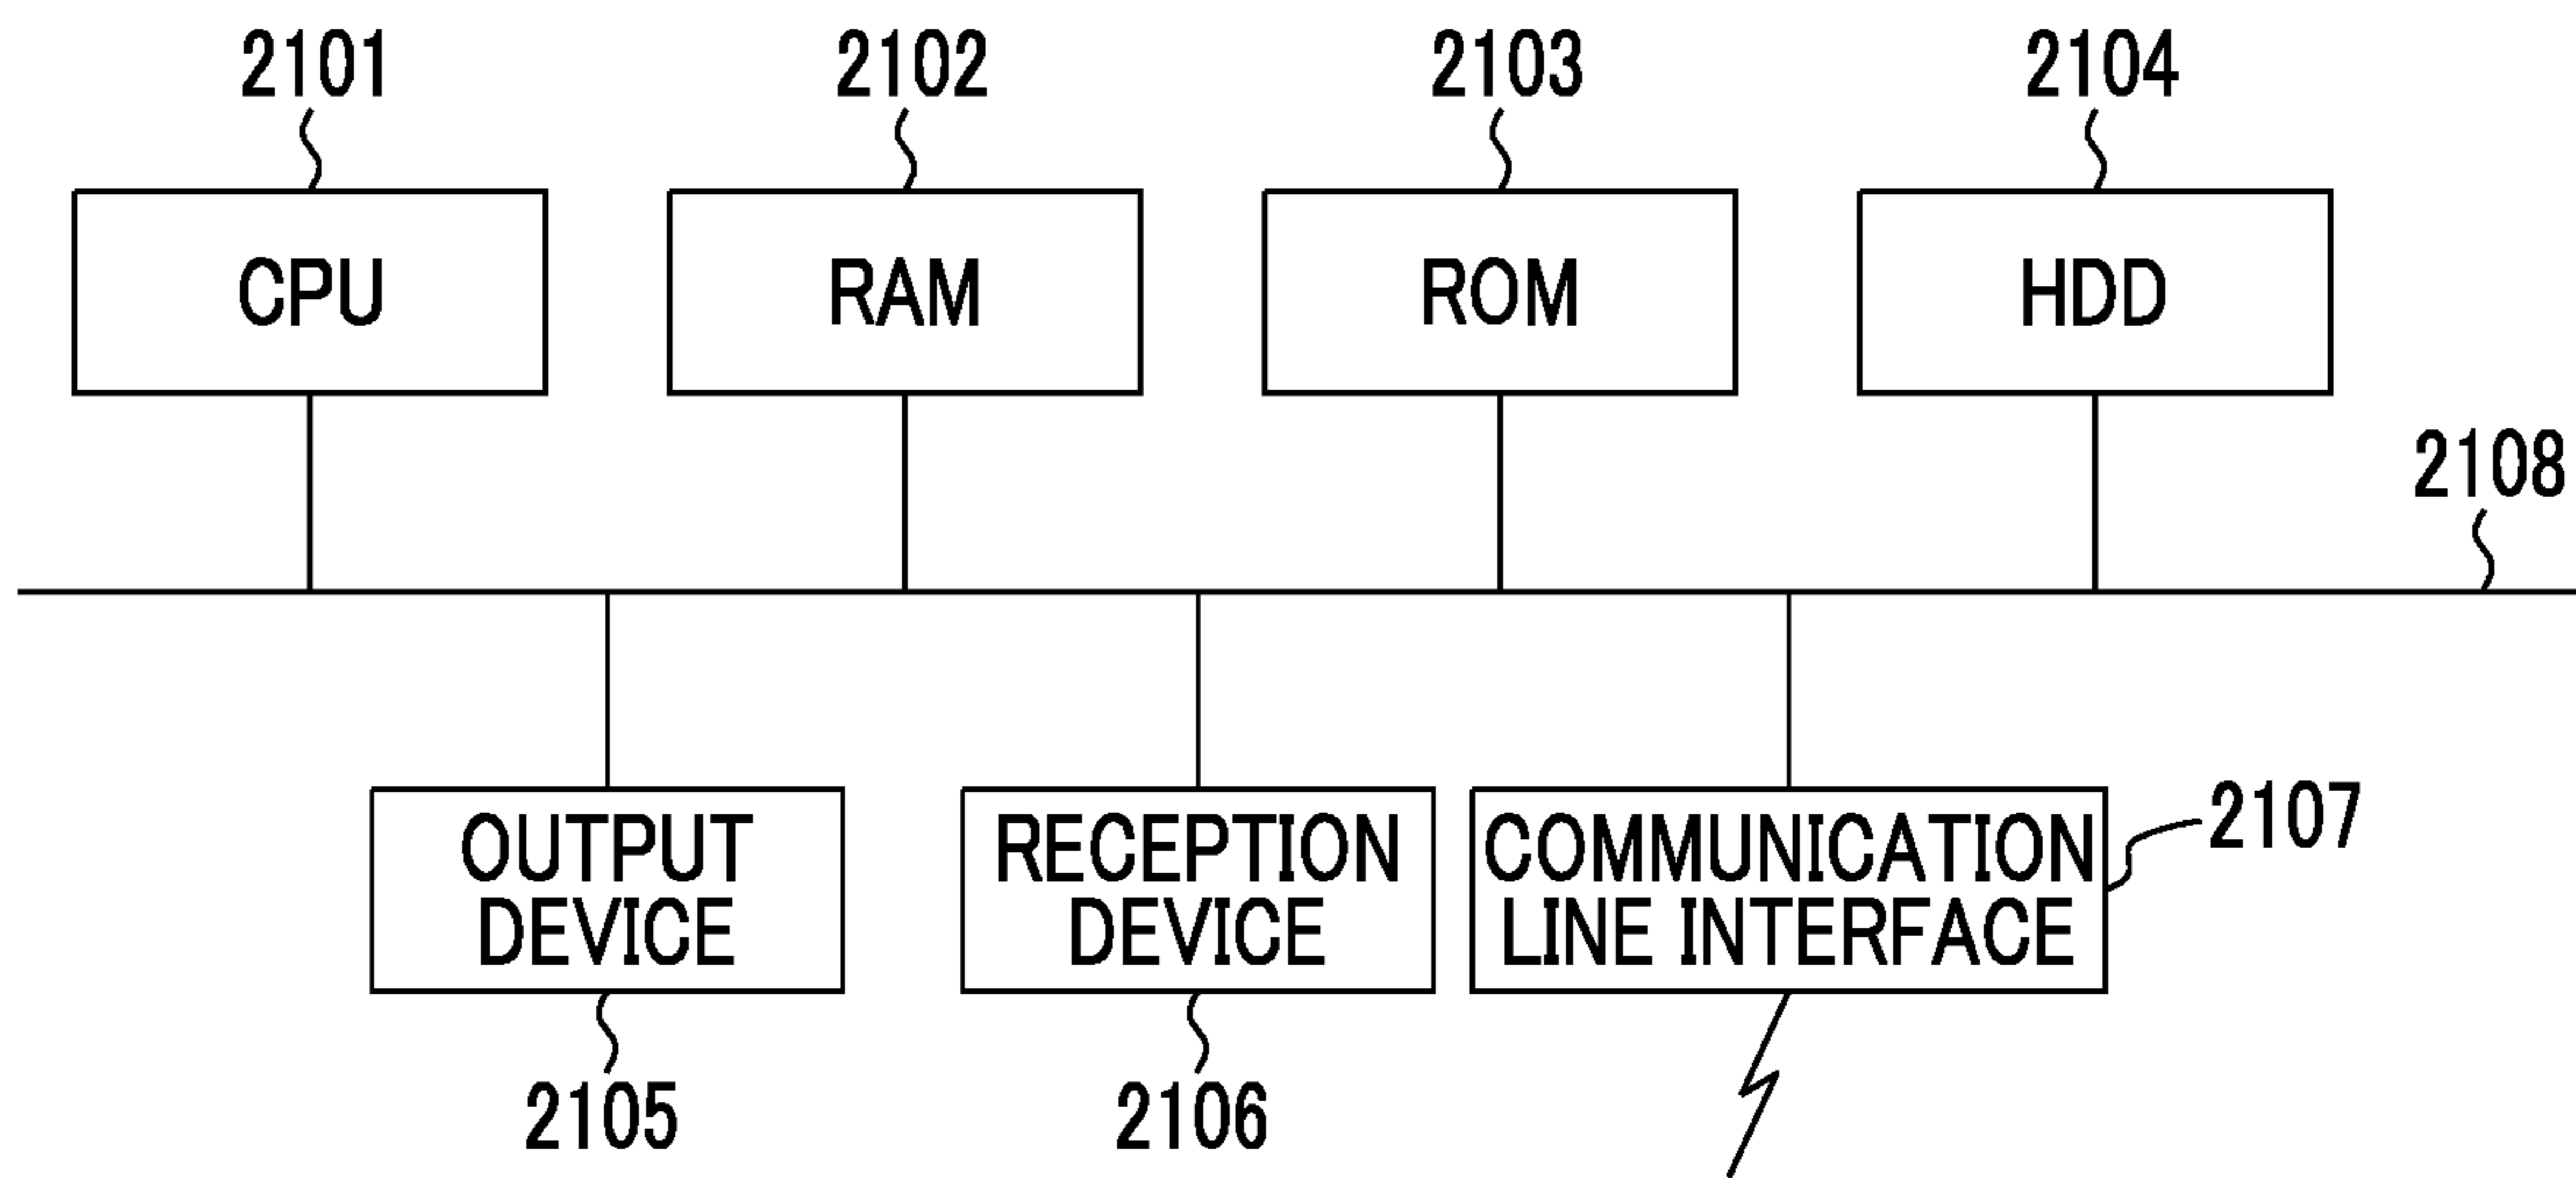 2101
2102
2103
2104
CPU
RAM
ROM
HDD
2108
OUTPUT
DEVICE
RECEPTION
DEVICE
COMMUNICATION
LINE INTERFACE
2107
2105
2106